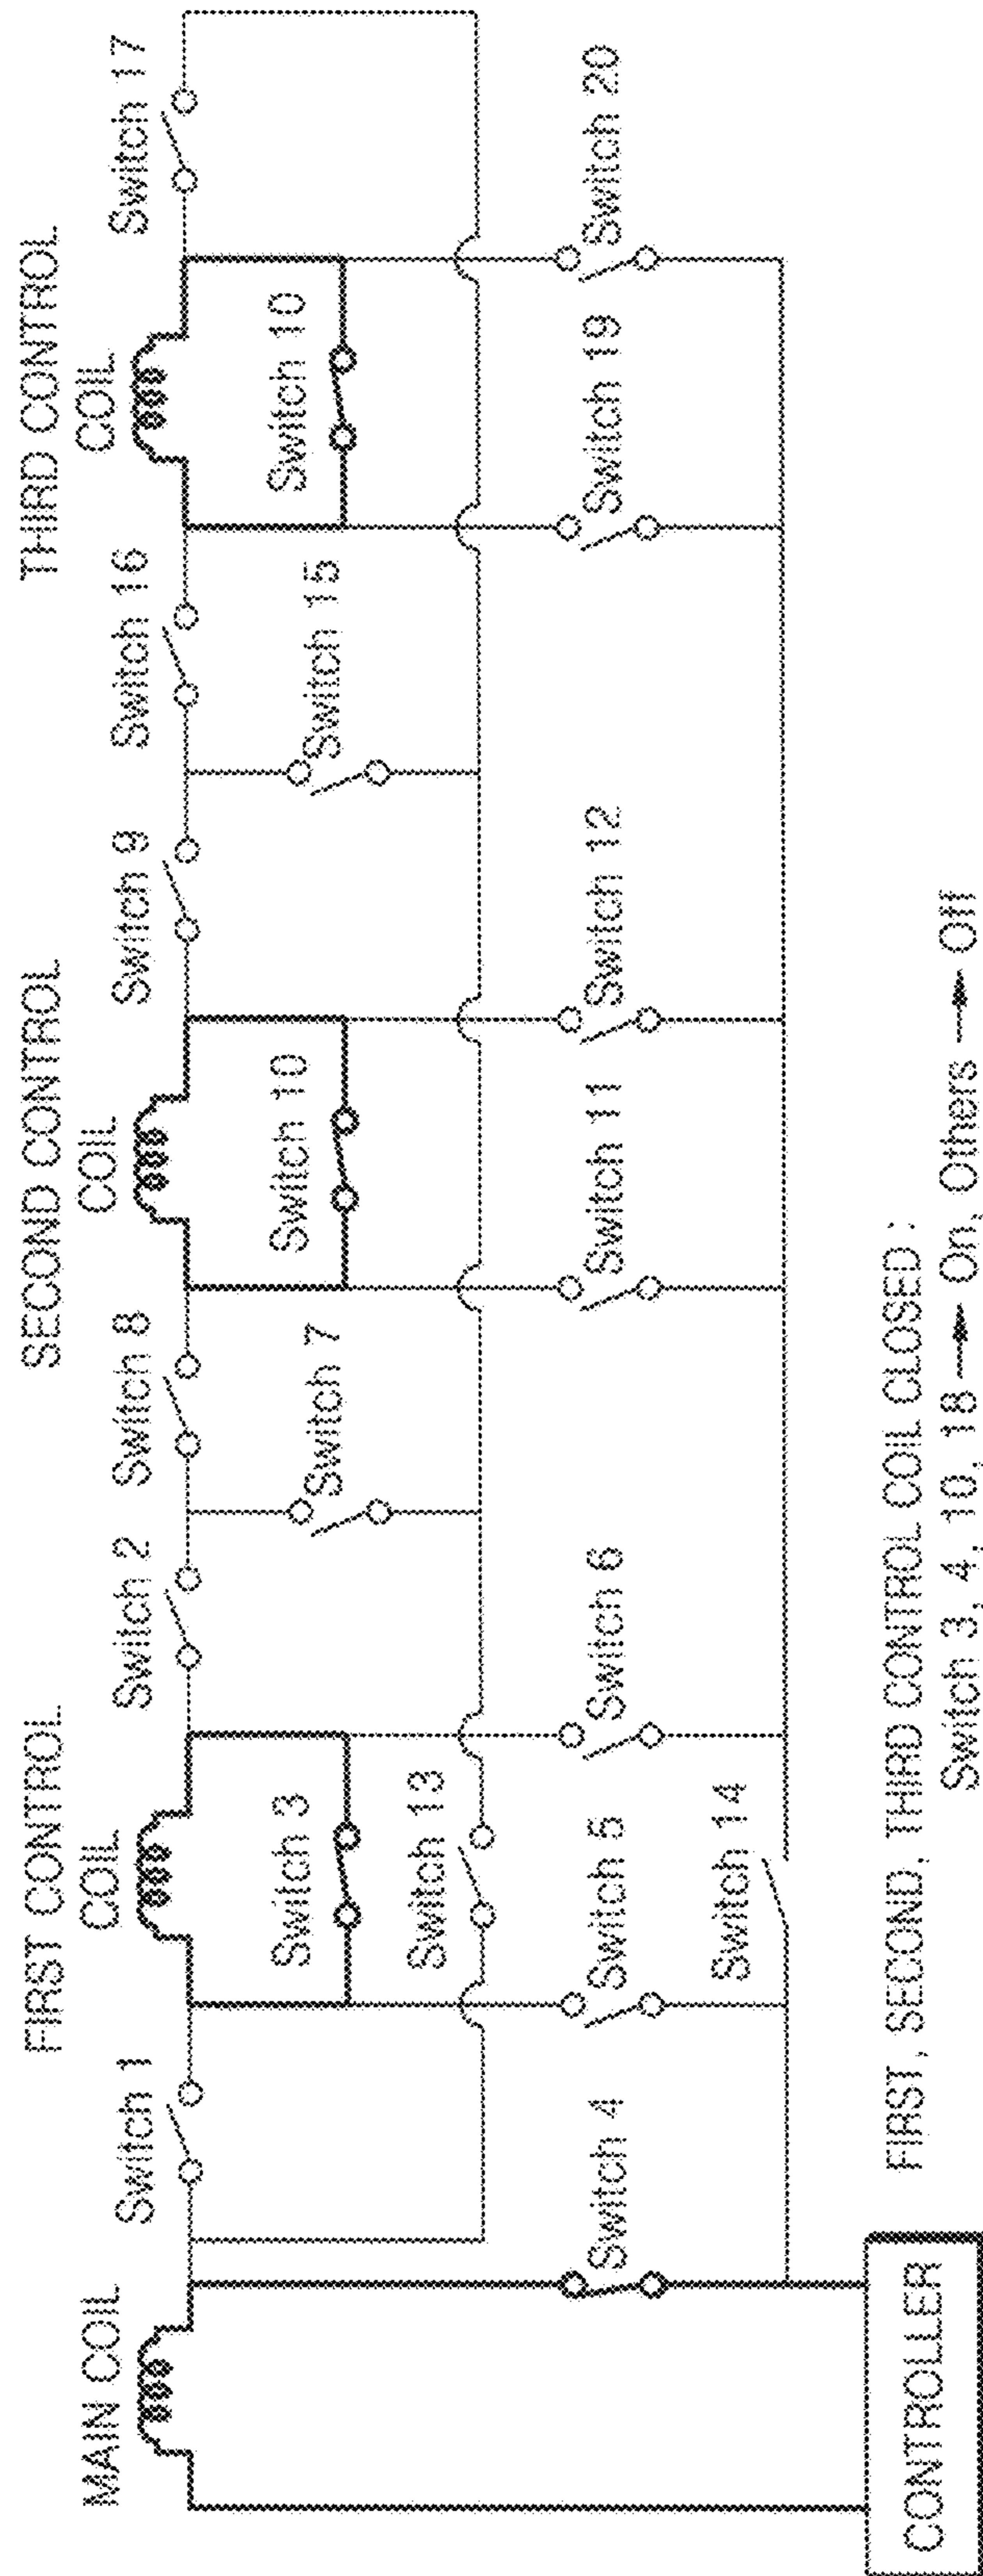 MAIN COIL
FIRST CONTROL
COIL
SECOND CONTROL
COIL
THIRD CONTROL
COIL
Switch 1
Switch 2
Switch 8
Switch 9
Switch 16
Switch 17
Switch 3
Switch 7
Switch 10
Switch 15
Switch 10
Switch 13
Switch 4
Switch 5
Switch 6
Switch 11
Switch 12
Switch 19
Switch 20
Switch 14
CONTROLLER
FIRST, SECOND, THIRD CONTROL COIL CLOSED :
Switch 3, 4, 10, 18 → On, Others → Off